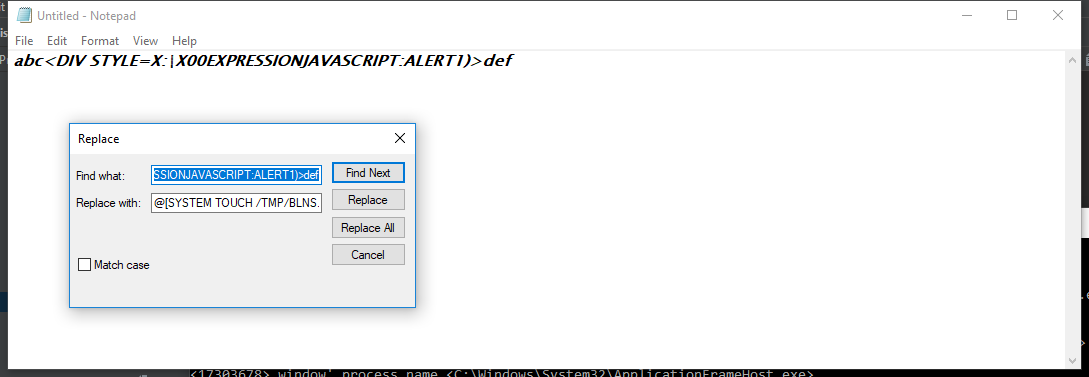 Untitled - Notepad
File Edit Format View Help
abc<DIV STYLE=X:\X00EXPRESSIONJAVASCRIPT:ALERT1)>def
Replace
Find what: SSIONJAVASCRIPT:ALERT1)>def Find Next
Replace with: @[SYSTEM TOUCH /TMP/BLNS. Replace
Replace All
Cancel
Match case
<17303678> window' process name <C:\Windows\System32\ApplicationFrameHost.exe>